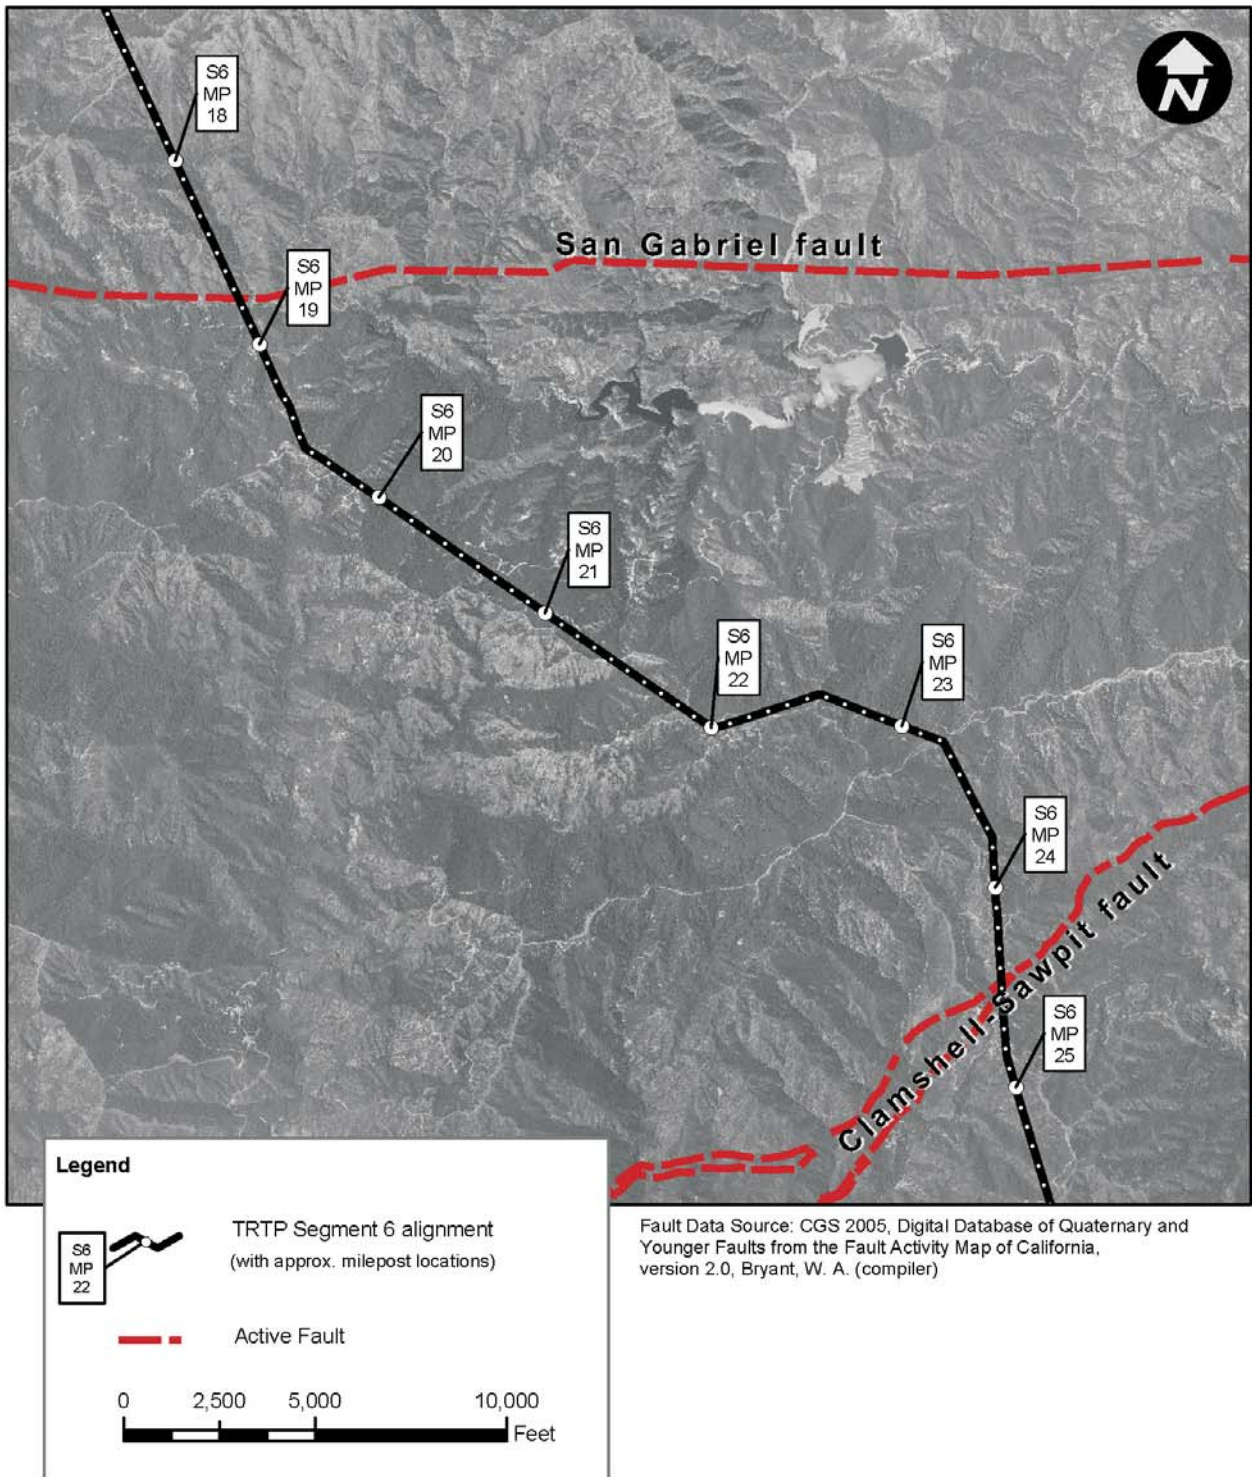 S6
MP
18
N
San Gabriel fault
S6
MP
19
S6
MP
20
S6
MP
21
S6
MP
22
S6
MP
23
S6
MP
24
Clamshell-Sawpit fault
S6
MP
25
Legend
S6
MP
22
TRTP Segment 6 alignment
(with approx. milepost locations)
Active Fault
0 2,500 5,000 10,000
Feet
Fault Data Source: CGS 2005, Digital Database of Quaternary and
Younger Faults from the Fault Activity Map of California,
version 2.0, Bryant, W. A. (compiler)